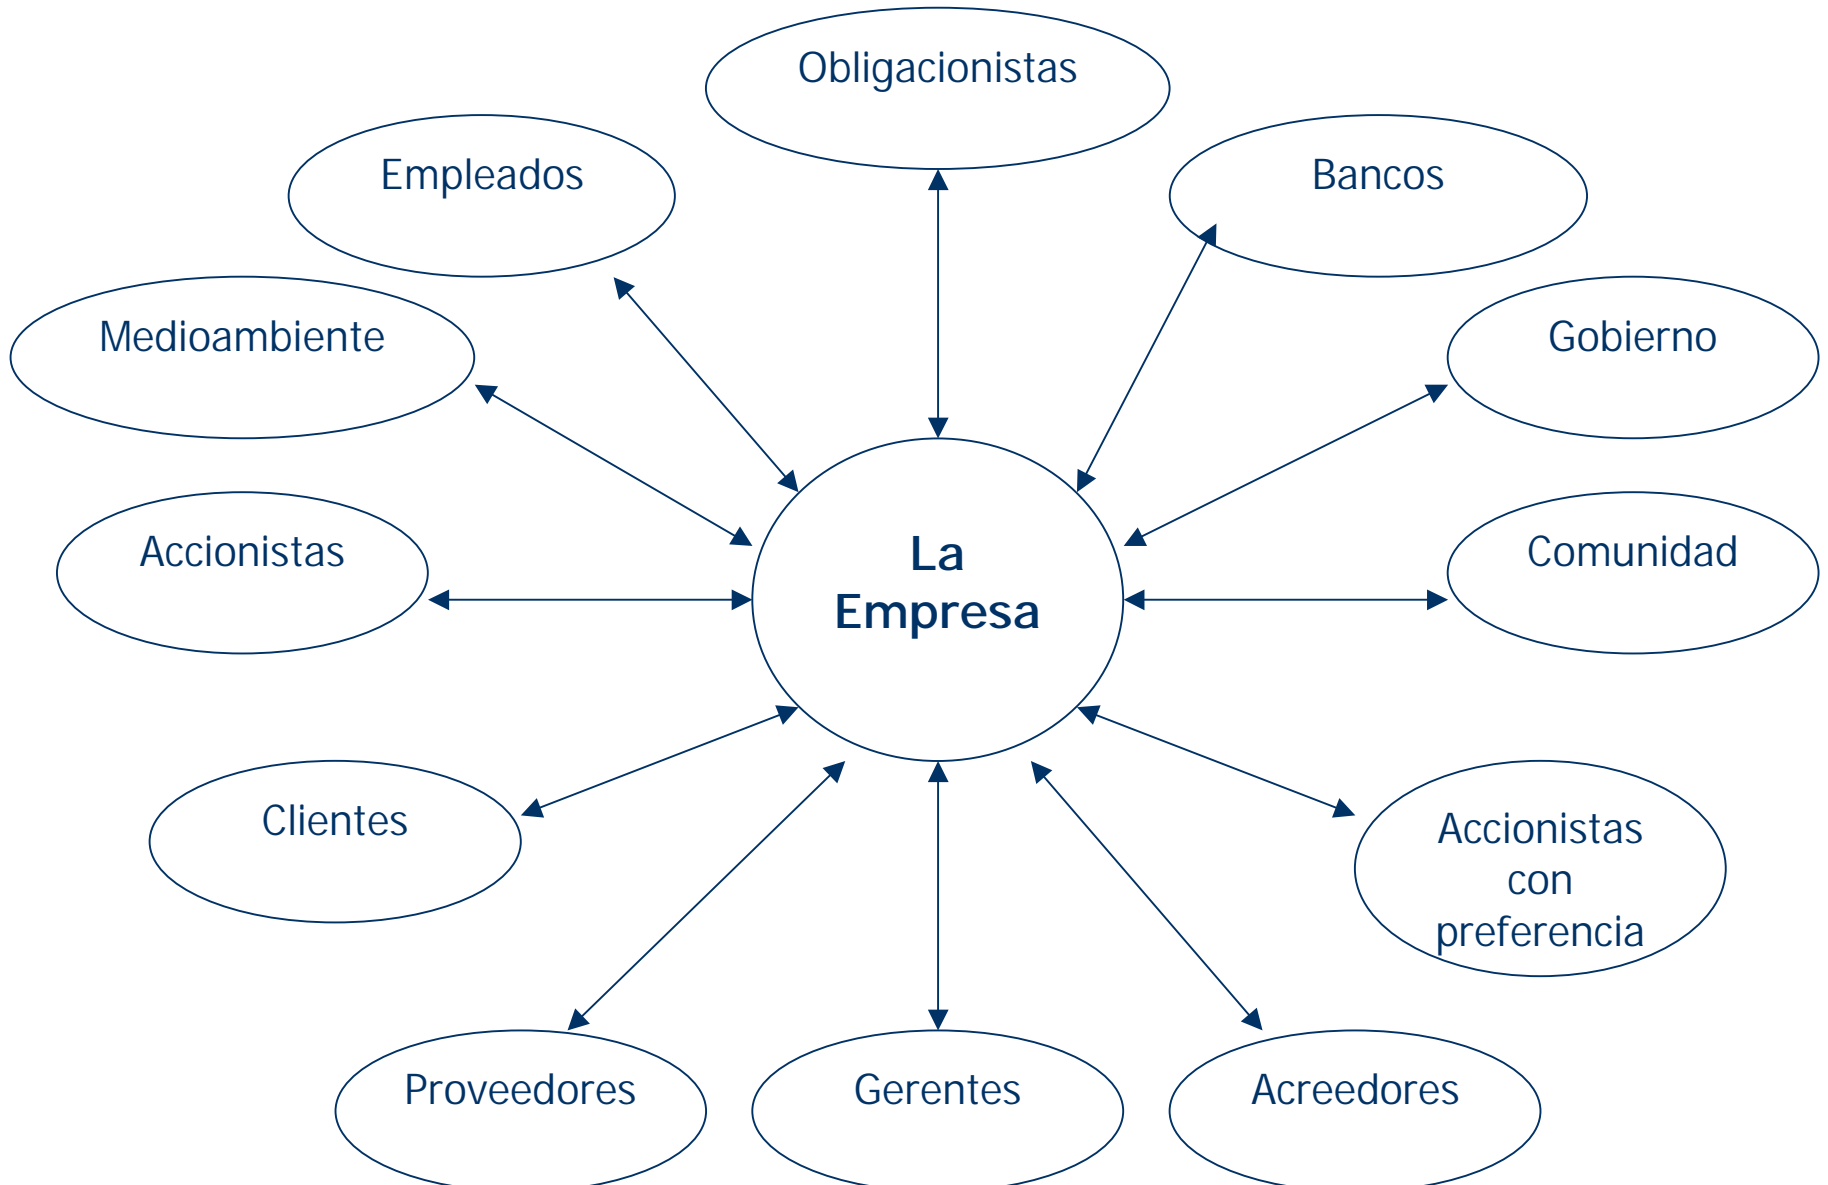 Obligacionistas
Empleados
Bancos
Medioambiente
Gobierno
Accionistas
La
Empresa
Comunidad
Clientes
Accionistas
con
preferencia
Proveedores
Gerentes
Acreedores